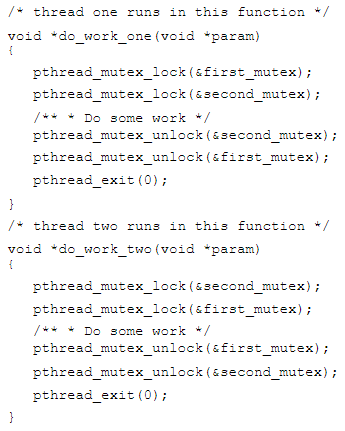 /* thread one runs in this function */
void *do_work_one(void *param)
{
pthread_mutex_lock(&first_mutex);
pthread_mutex_lock(&second_mutex);
/** * Do some work */
pthread_mutex_unlock(&second_mutex);
pthread_mutex_unlock(&first_mutex);
pthread_exit(0);
}
/* thread two runs in this function */
void *do_work_two(void *param)
{
pthread_mutex_lock(&second_mutex);
pthread_mutex_lock(&first_mutex);
/** * Do some work */
pthread_mutex_unlock(&first_mutex);
pthread_mutex_unlock(&second_mutex);
pthread_exit(0);
}